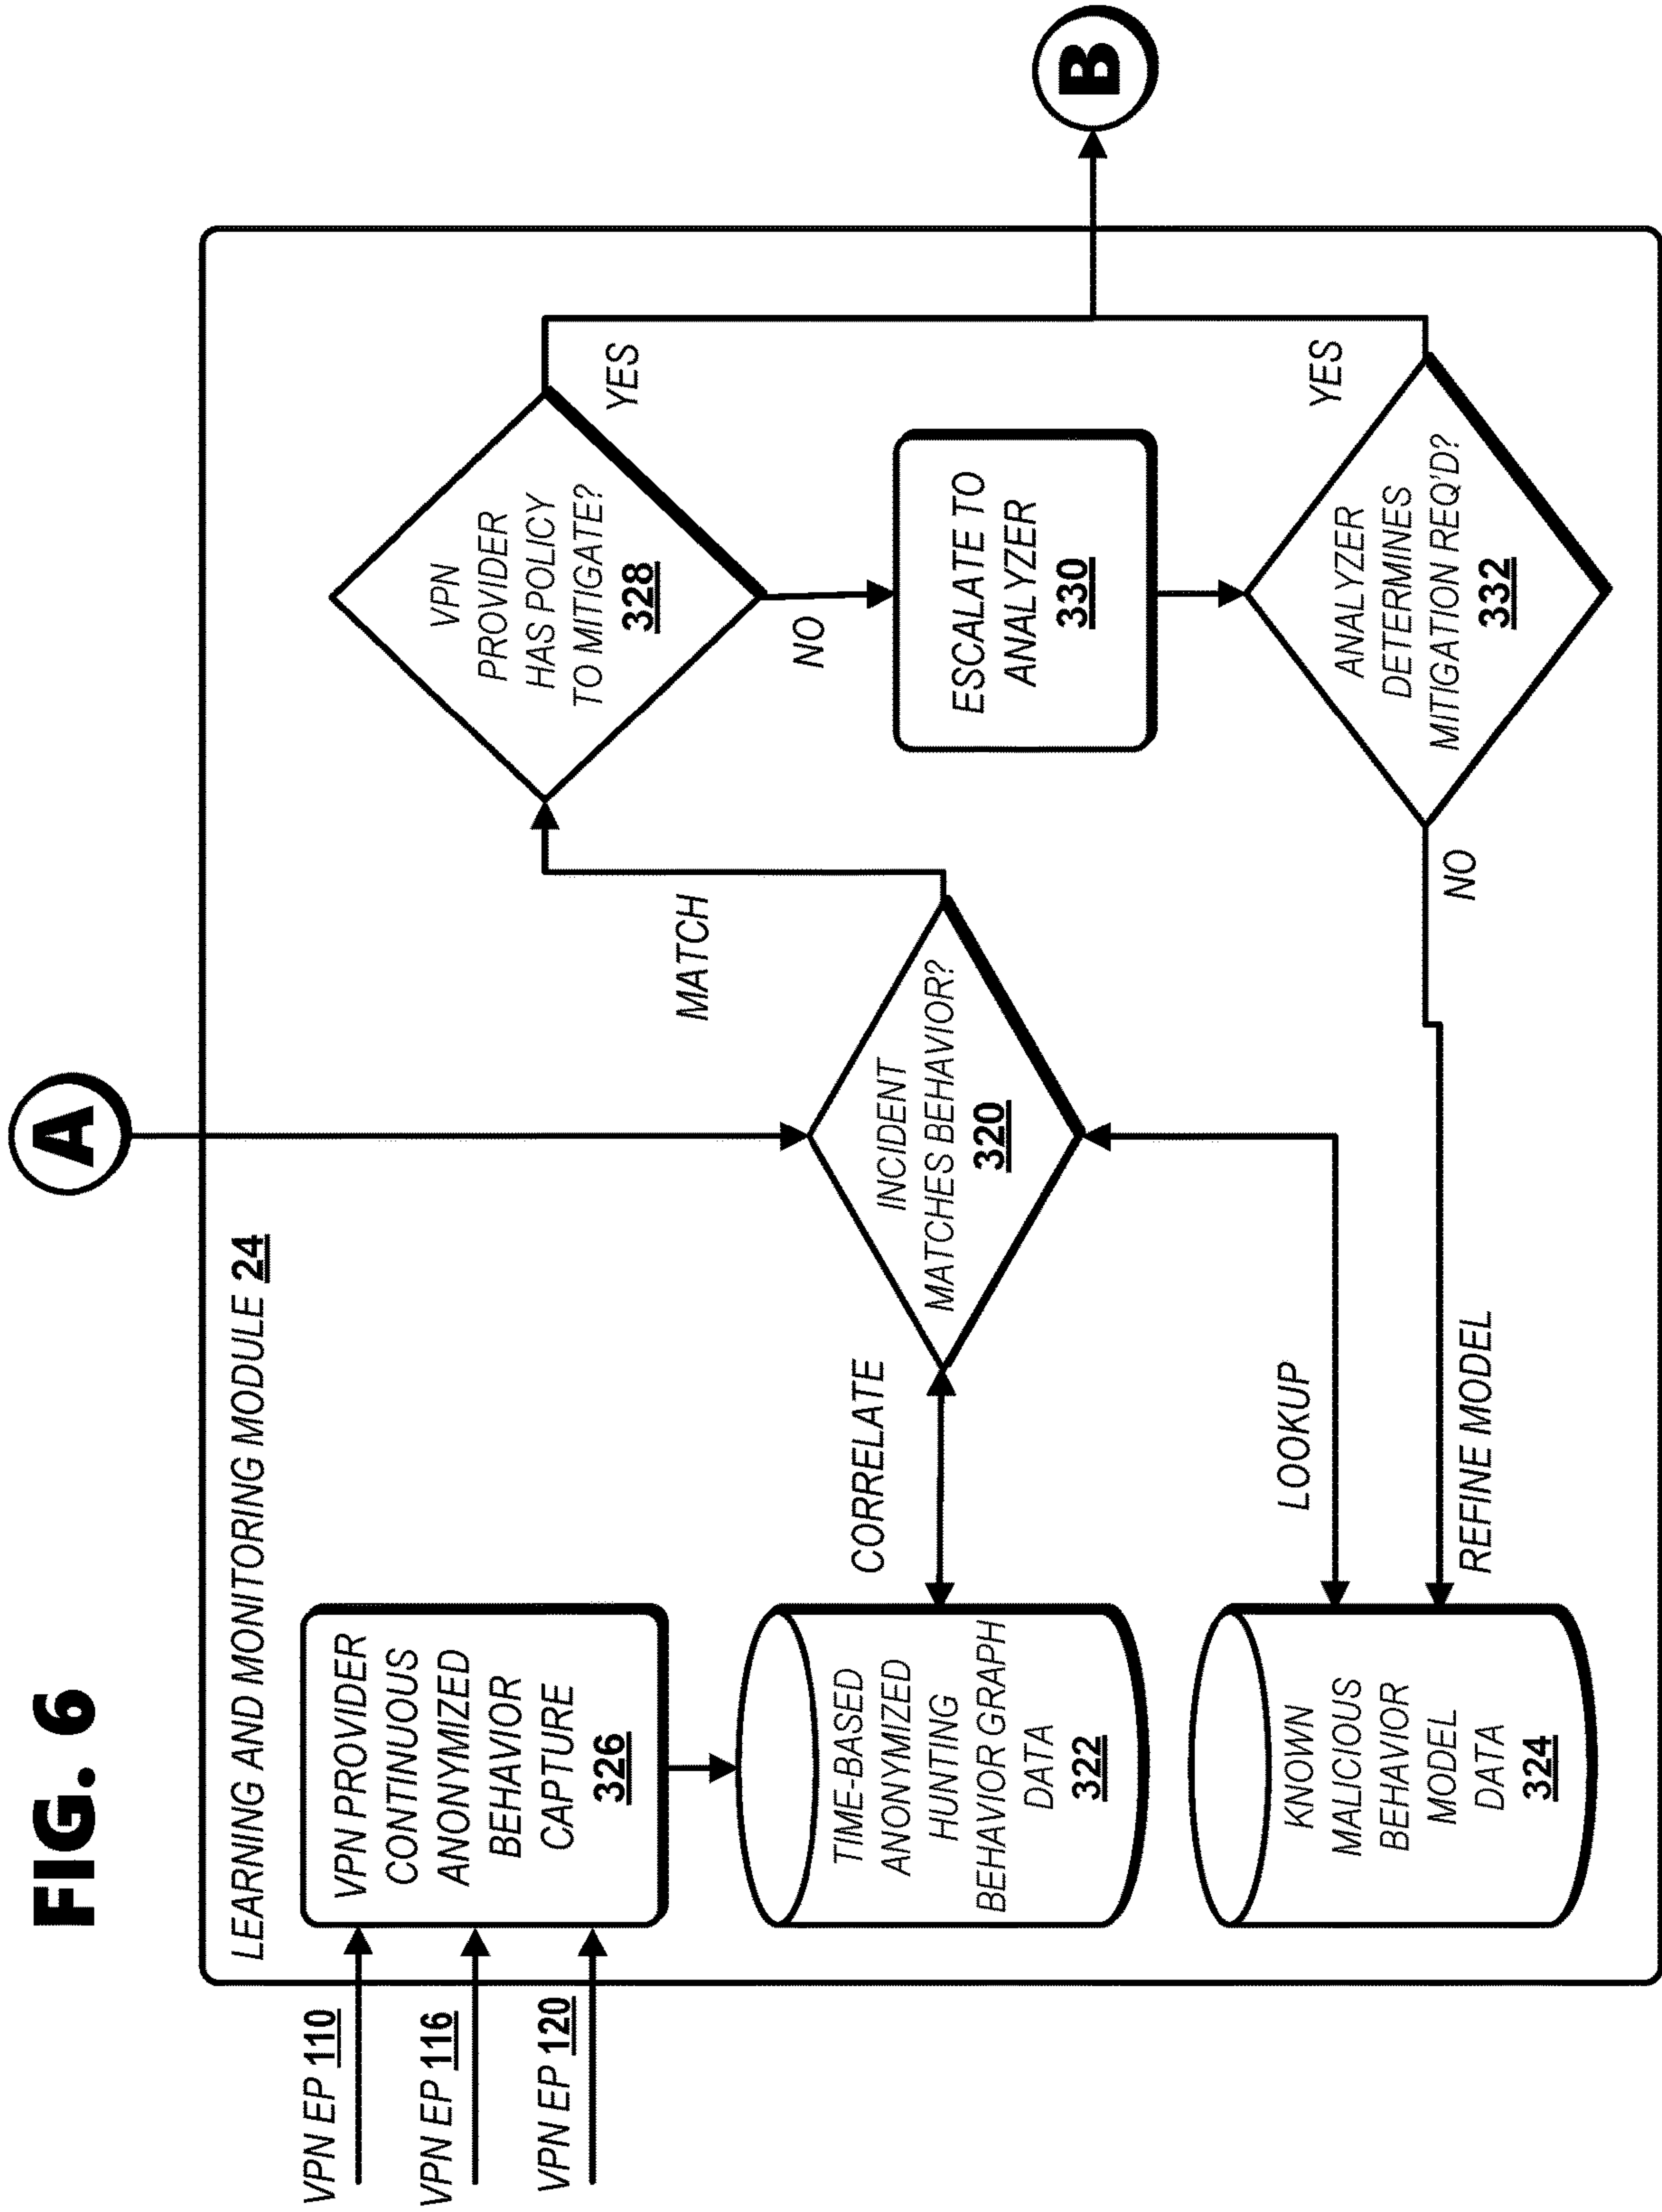 FIG. 6
A
LEARNING AND MONITORING MODULE 24
VPN EP 110
VPN EP 116
VPN EP 120
VPN PROVIDER
CONTINUOUS
ANONYMIZED
BEHAVIOR
CAPTURE
326
TIME-BASED
ANONYMIZED
HUNTING
BEHAVIOR GRAPH
DATA
322
KNOWN
MALICIOUS
BEHAVIOR
MODEL
DATA
324
CORRELATE
LOOKUP
REFINE MODEL
INCIDENT
MATCHES BEHAVIOR?
320
MATCH
VPN
PROVIDER
HAS POLICY
TO MITIGATE?
328
YES
NO
ESCALATE TO
ANALYZER
330
ANALYZER
DETERMINES
MITIGATION REQ'D?
332
YES
NO
B